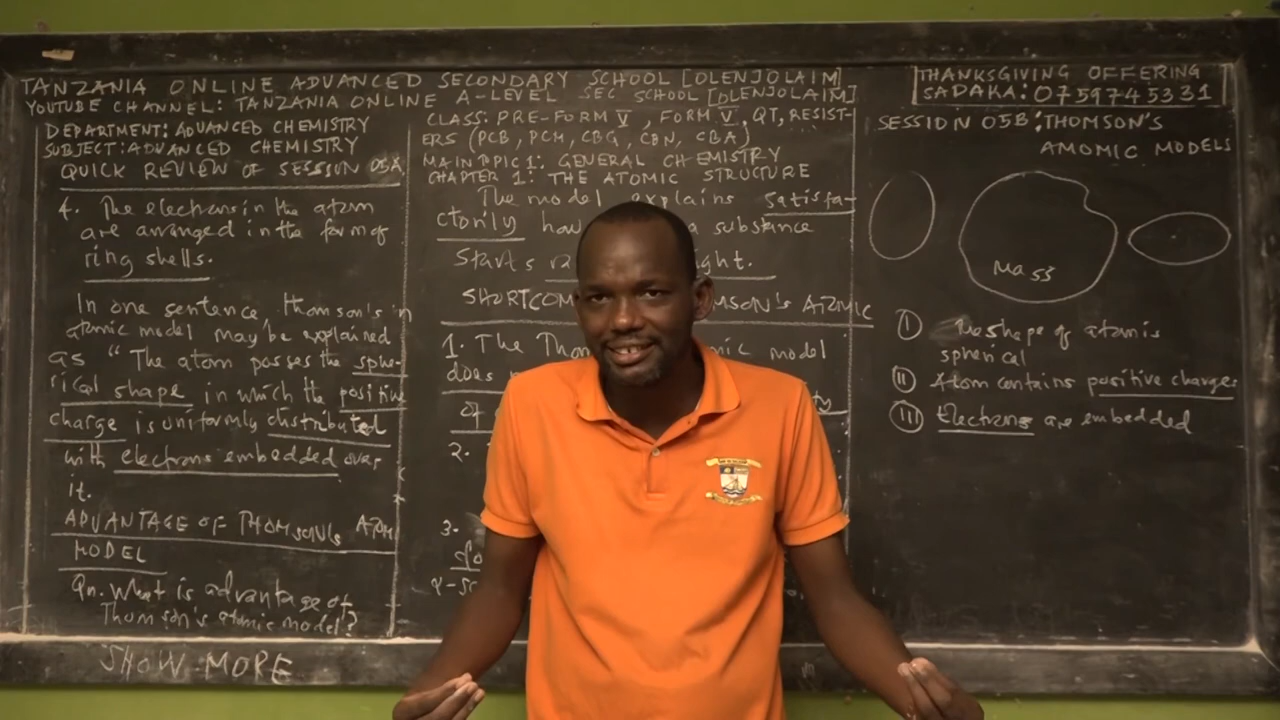 TANZANIA ONLINE ADVANCED SECONDARY SCHOOL [OLENJOLAIM]
YOUTUBE CHANNEL: TANZANIA ONLINE A-LEVEL SEC SCHOOL [OLENJOLAIM]
DEPARTMENT: ADVANCED CHEMISTRY
SUBJECT: ADVANCED CHEMISTRY
QUICK REVIEW OF SESSION 05A
4. The electrons in the atom
are arranged in the form of
ring shells.
In one sentence, thomson's
atomic model may be explained
as " The atom posses the sphe-
rical shape in which the positive
charge is uniformly distributed
with electrons embedded over
it.
ADVANTAGE OF THOMSON'S ATOM
MODEL
Qn. What is advantage of
Thomson's atomic model?
SHOW MORE
CLASS: PRE-FORM V, FORM V, QT, RESIST-
ERS (PCB, PCM, CBG, CBN, CBA)
MAIN TOPIC 1: GENERAL CHEMISTRY
CHAPTER 1: THE ATOMIC STRUCTURE
The model explains satisfa-
ctorily how a substance
starts
SHORTCOM MSON'S ATOMIC
1. The Thom mic model
does
of
2.
3.
THANKSGIVING OFFERING
SADAKA: 0759745331
SESSION 05B: THOMSON'S
AMOMIC MODELS
Mass
I The shape of atom is
spherical
II Atom contains positive charges
III Electrons are embedded